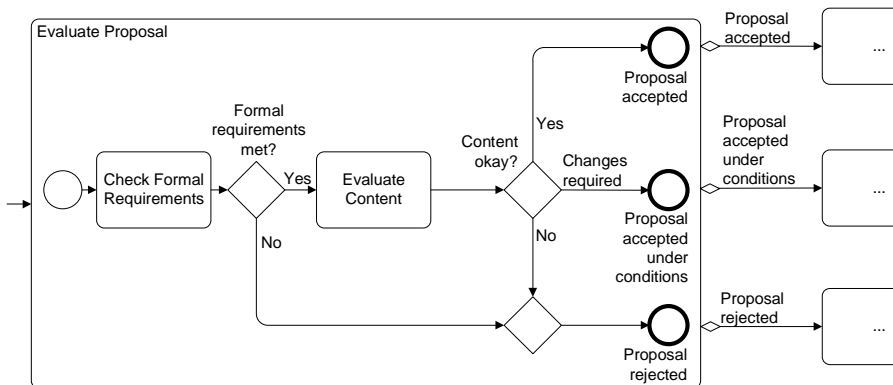 Evaluate Proposal
Formal
requirements
met?
Check Formal
Requirements
Yes
No
Evaluate
Content
Content
okay?
Yes
Changes
required
No
Proposal
accepted
Proposal
accepted
under
conditions
Proposal
rejected
Proposal
accepted
...
Proposal
accepted
under
conditions
...
Proposal
rejected
...